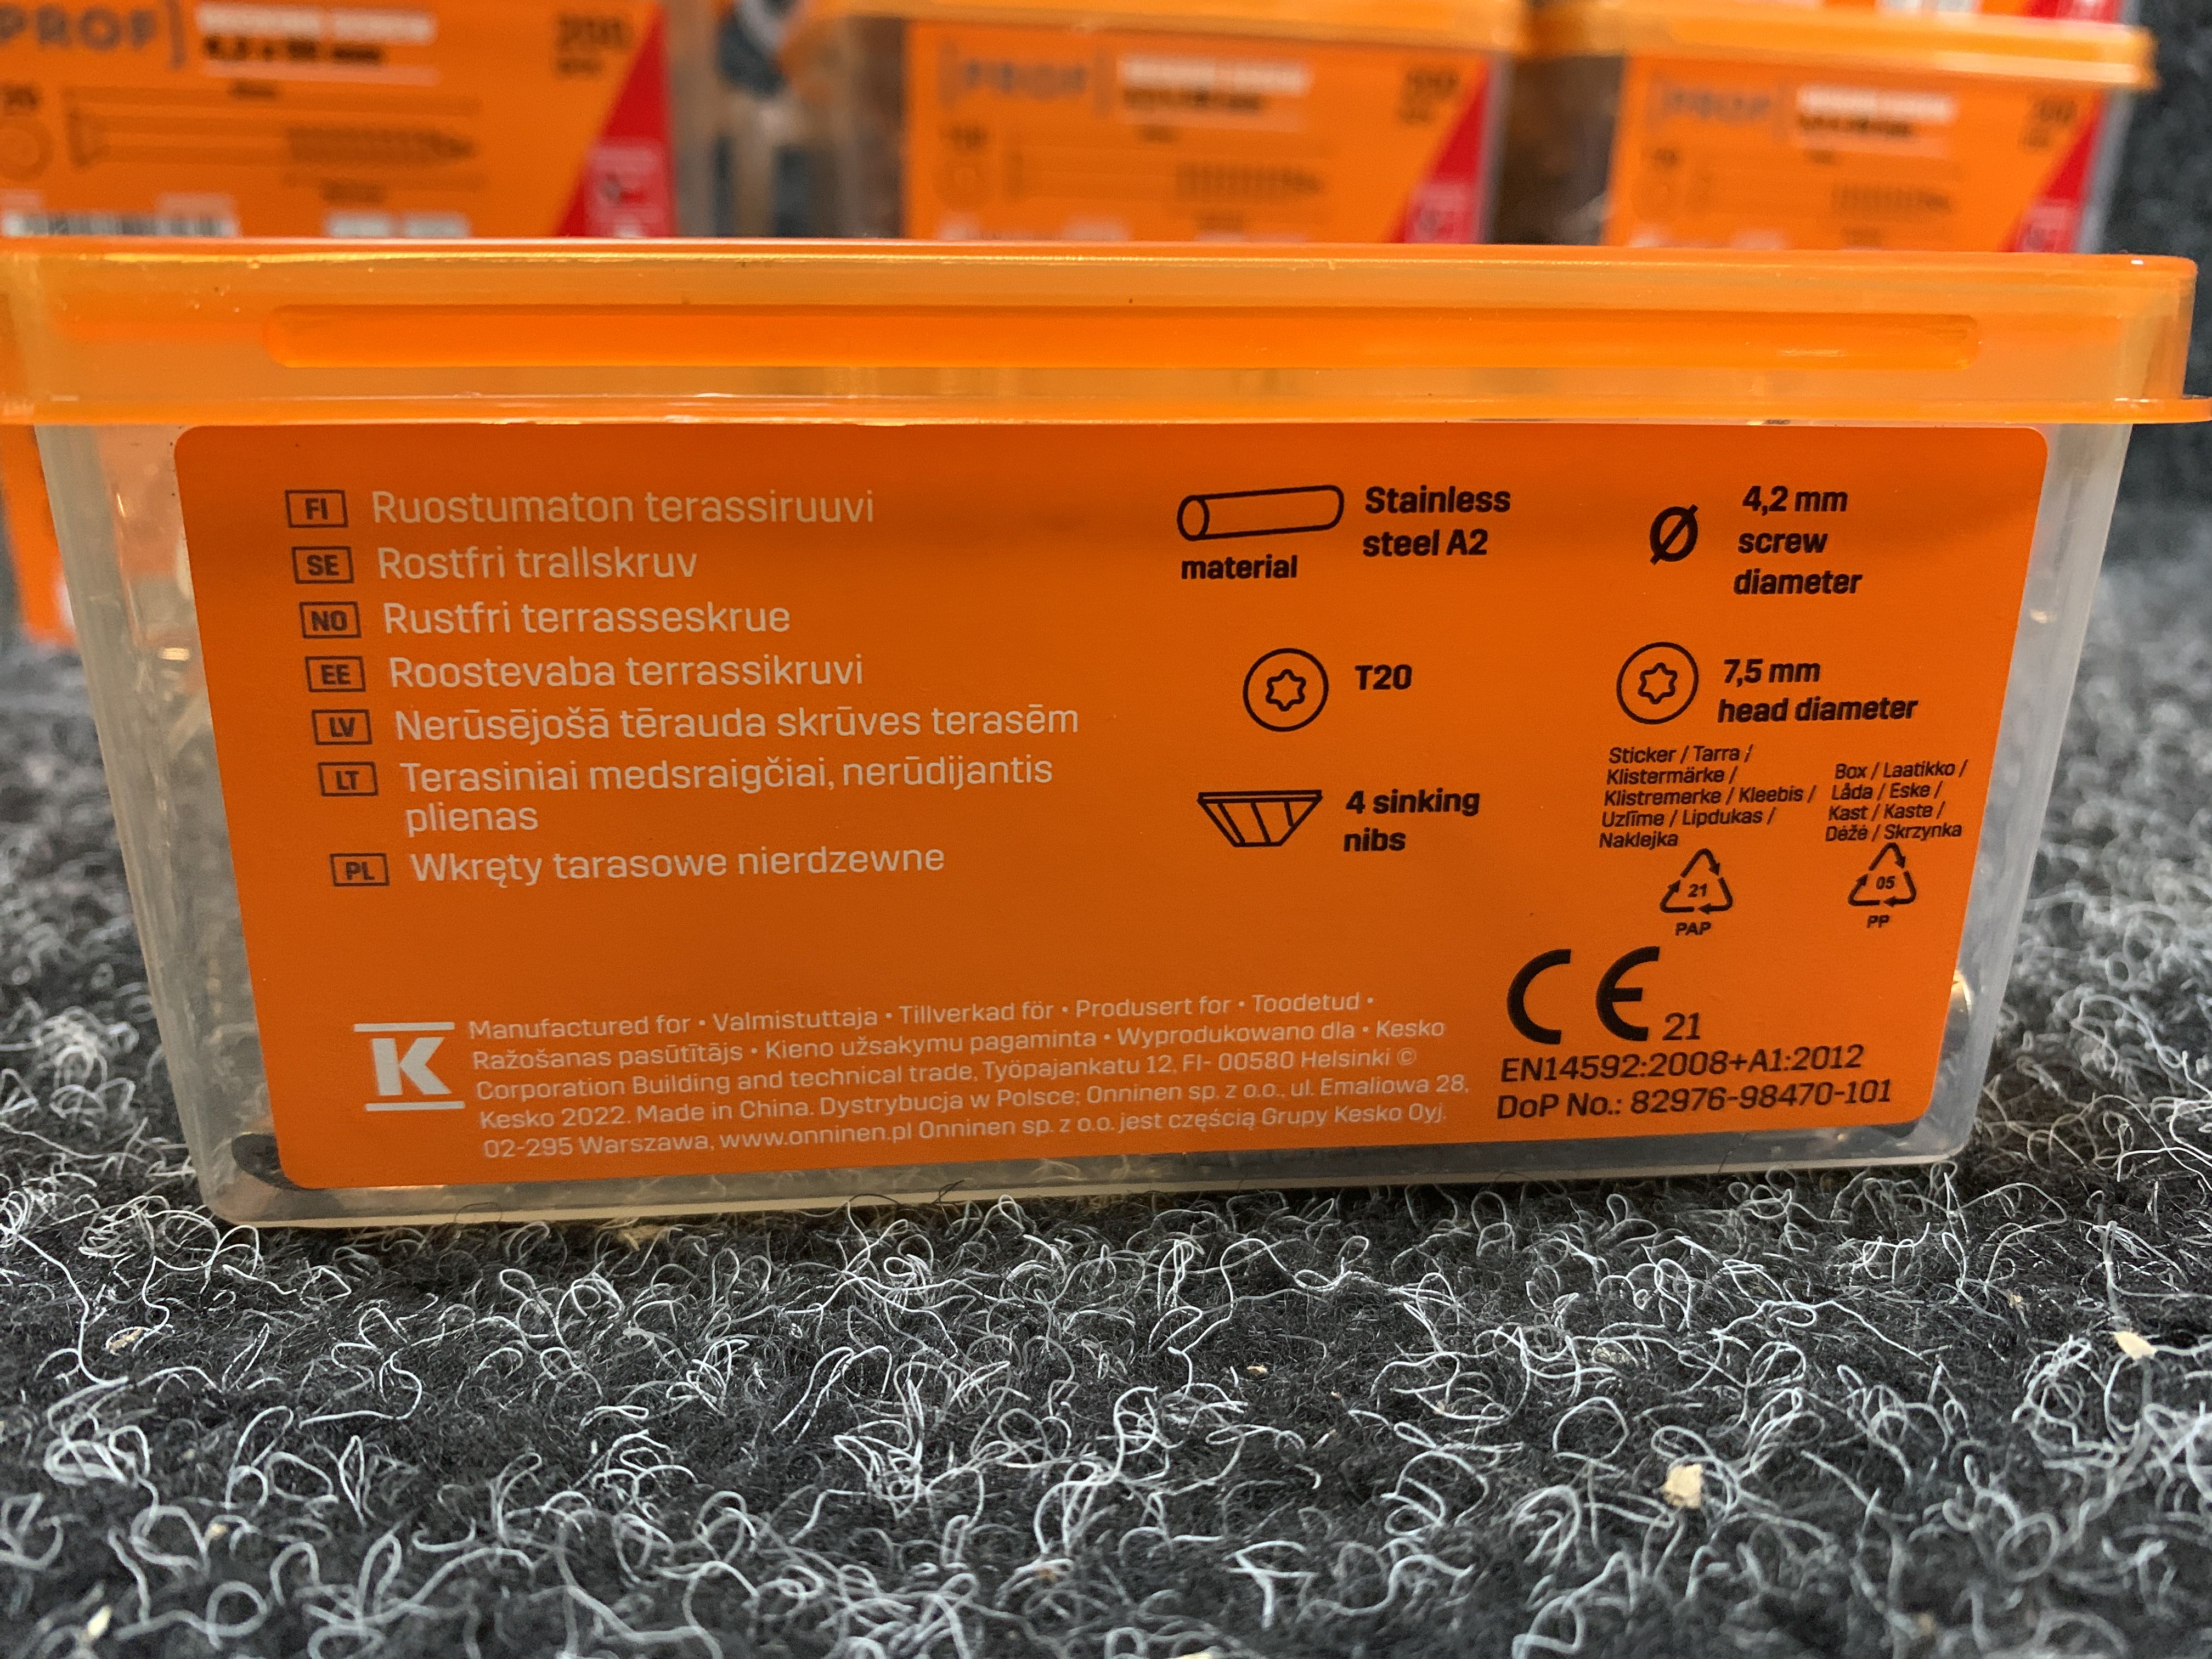 PROF
FI Ruostumaton terassiruuvi
SE Rostfri trallskruv
NO Rustfri terrasseskrue
EE Roostevaba terrassikruvi
LV Nerūsējošā tērauda skrūves terasēm
LT Terasiniai medsraigčiai, nerūdijantis
plienas
PL Wkręty tarasowe nierdzewne
material
Stainless
steel A2
4,2 mm
screw
diameter
T20
7,5 mm
head diameter
4 sinking
nibs
Sticker / Tarra /
Klistermärke /
Klistremerke / Kleebis /
Uzlīme / Lipdukas /
Naklejka
21
PAP
Box / Laatikko /
Låda / Eske /
Kast / Kaste /
Dėžė / Skrzynka
05
PP
K
Manufactured for • Valmistuttaja • Tillverkad för • Produsert for • Toodetud •
Ražošanas pasūtītājs • Kieno užsakymu pagaminta • Wyprodukowano dla • Kesko
Corporation Building and technical trade, Työpajankatu 12, FI- 00580 Helsinki ©
Kesko 2022. Made in China. Dystrybucja w Polsce: Onninen sp. z o.o., ul. Emaliowa 28,
02-295 Warszawa, www.onninen.pl Onninen sp. z o.o. jest częścią Grupy Kesko Oyj.
CE 21
EN14592:2008+A1:2012
DoP No.: 82976-98470-101